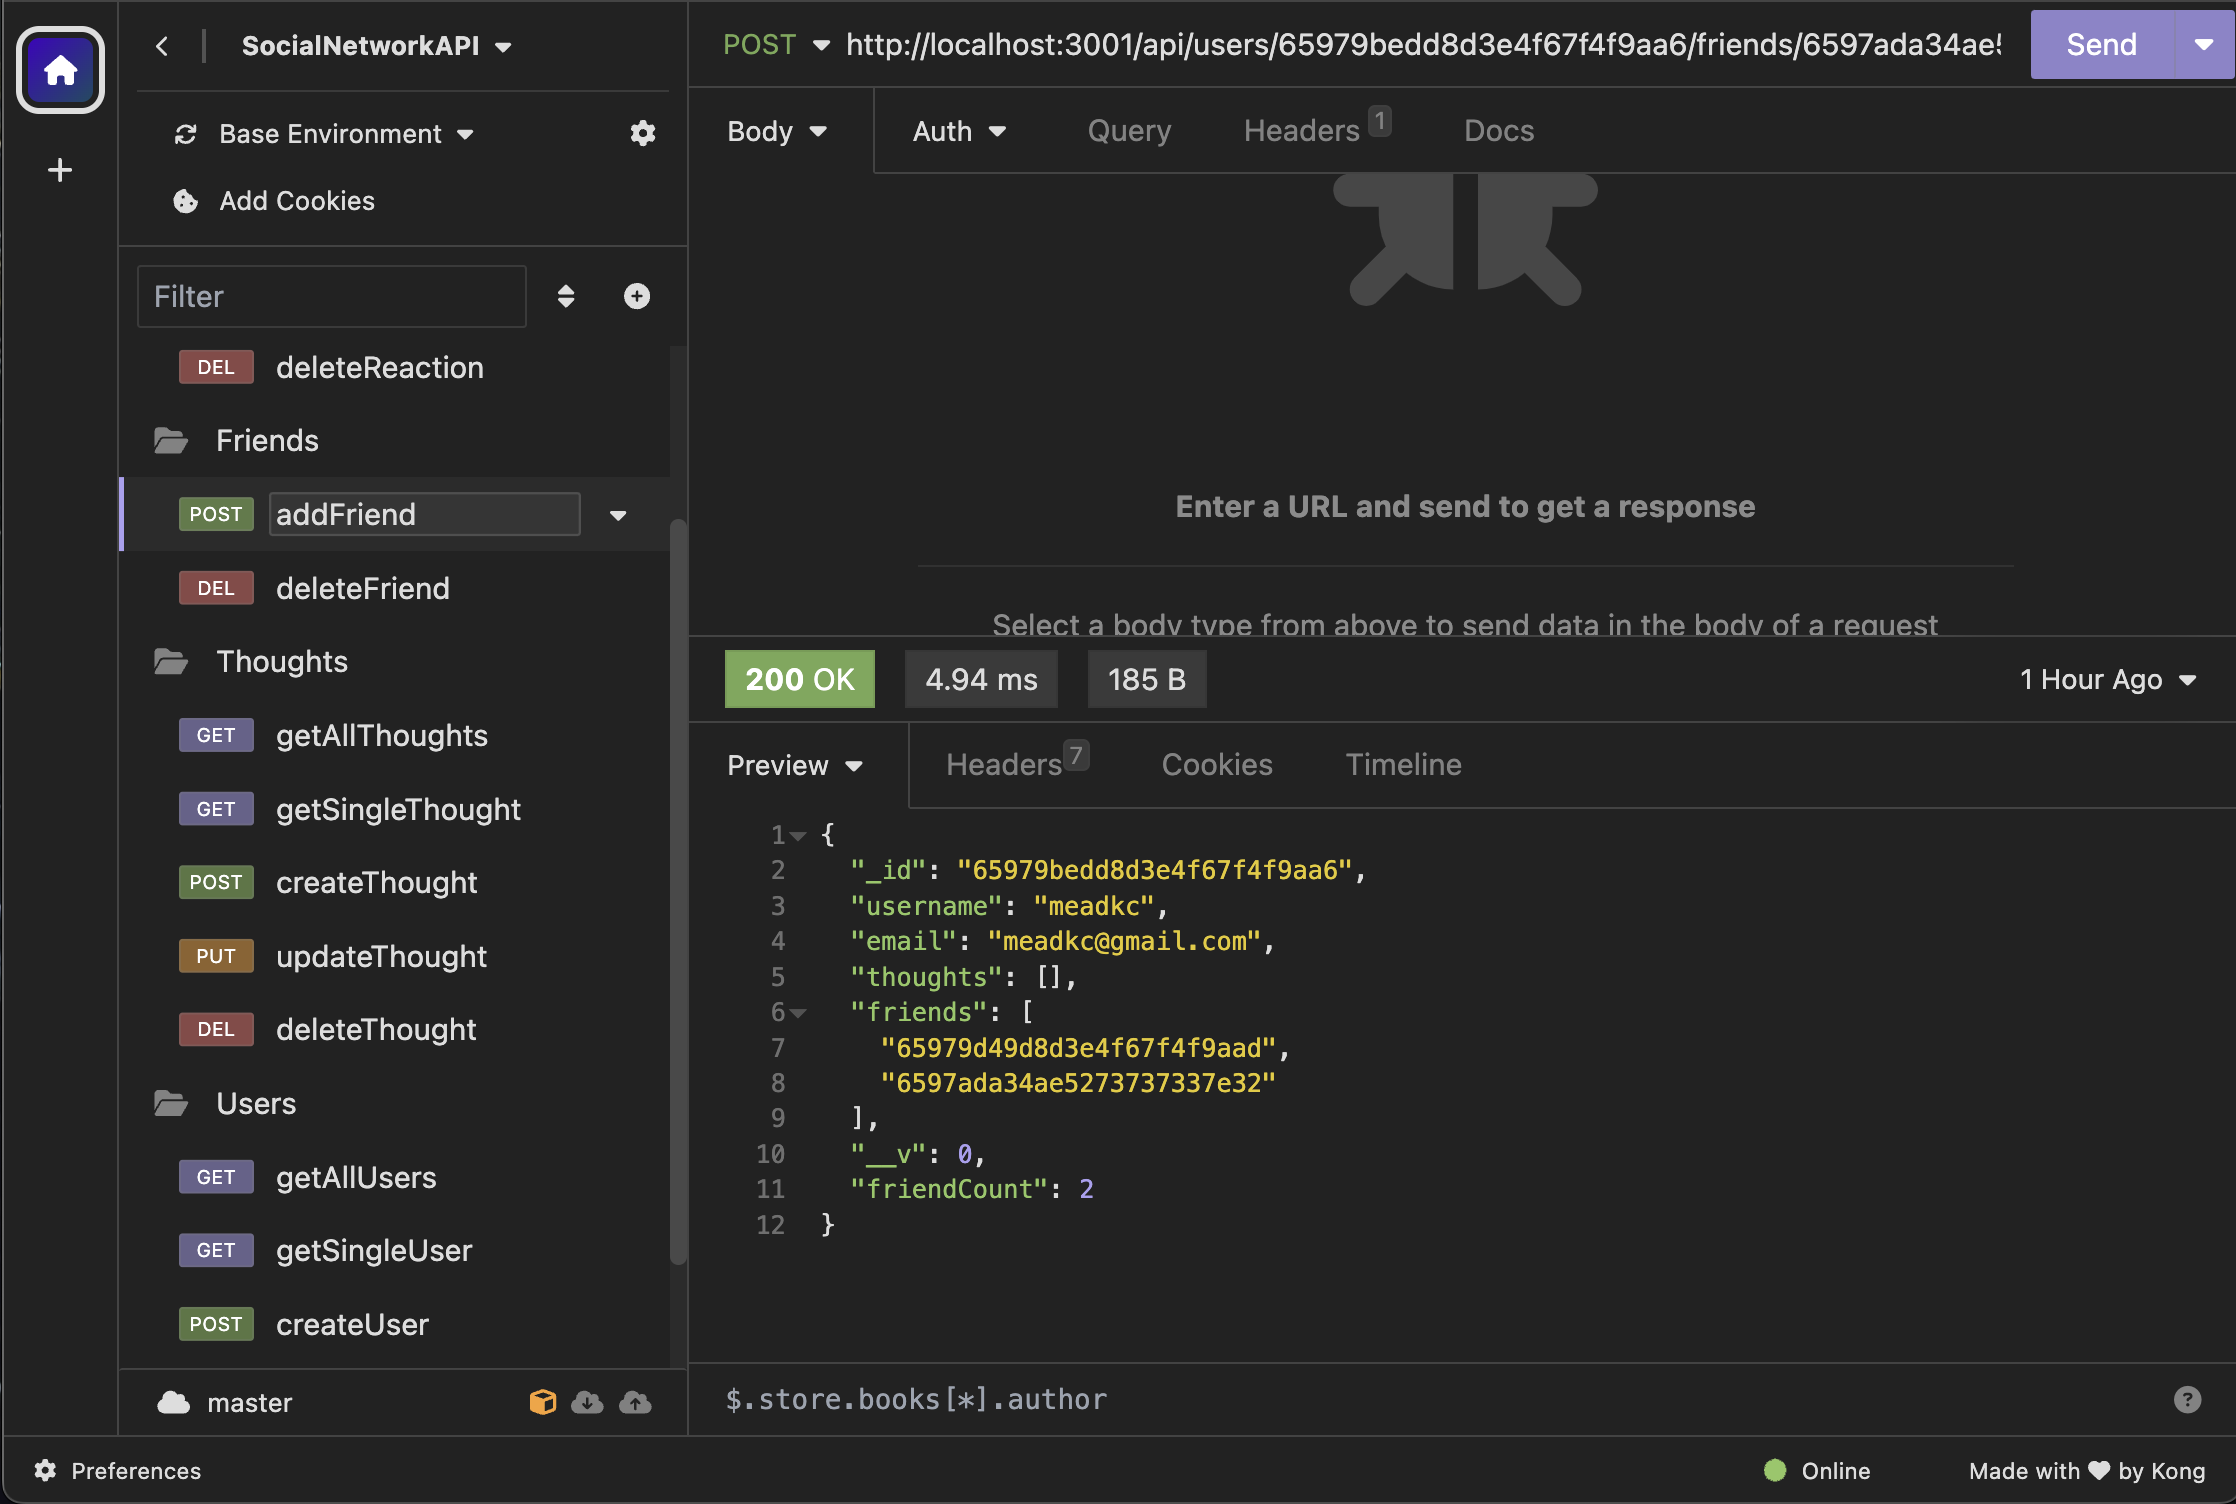 SocialNetworkAPI
Base Environment
Add Cookies
Filter
DEL deleteReaction
Friends
POST addFriend
DEL deleteFriend
Thoughts
GET getAllThoughts
GET getSingleThought
POST createThought
PUT updateThought
DEL deleteThought
Users
GET getAllUsers
GET getSingleUser
POST createUser
master
POST http://localhost:3001/api/users/65979bedd8d3e4f67f4f9aa6/friends/6597ada34ae5 Send
Body Auth Query Headers 1 Docs
Enter a URL and send to get a response
Select a body type from above to send data in the body of a request
200 OK 4.94 ms 185 B 1 Hour Ago
Preview Headers 7 Cookies Timeline
1 {
2 "_id": "65979bedd8d3e4f67f4f9aa6",
3 "username": "meadkc",
4 "email": "meadkc@gmail.com",
5 "thoughts": [],
6 "friends": [
7 "65979d49d8d3e4f67f4f9aad",
8 "6597ada34ae5273737337e32"
9 ],
10 "__v": 0,
11 "friendCount": 2
12 }
$.store.books[*].author
Preferences Online Made with ♥ by Kong